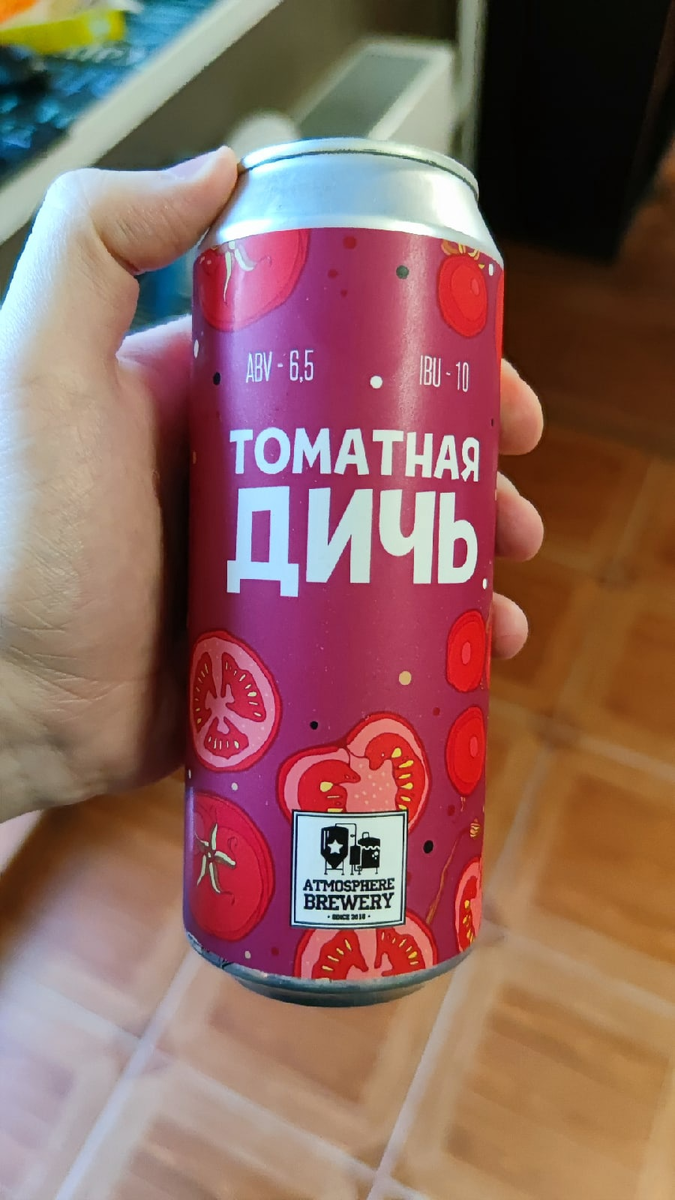 ABV - 6,5 IBU - 10
ТОМАТНАЯ
ДИЧЬ
ATMOSPHERE
BREWERY